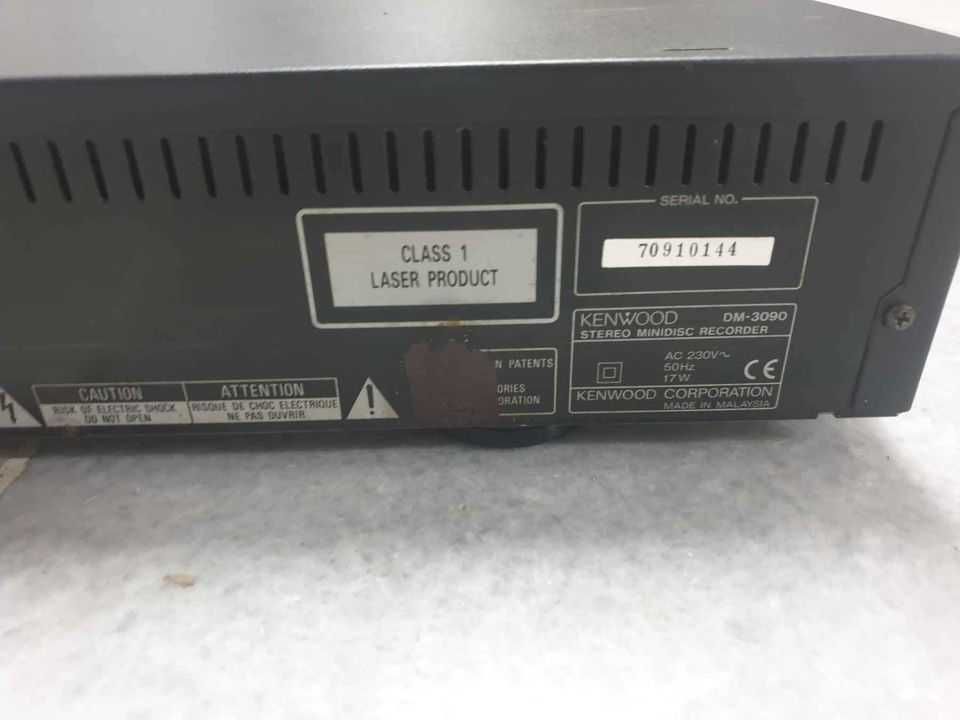 SERIAL NO.
70910144
CLASS 1
LASER PRODUCT
KENWOOD DM-3090
STEREO MINIDISC RECORDER
AC 230V~
50Hz
17W
CE
KENWOOD CORPORATION
MADE IN MALAYSIA
PATENTS
CAUTION
RISK OF ELECTRIC SHOCK
DO NOT OPEN
ATTENTION
RISQUE DE CHOC ELECTRIQUE
NE PAS OUVRIR